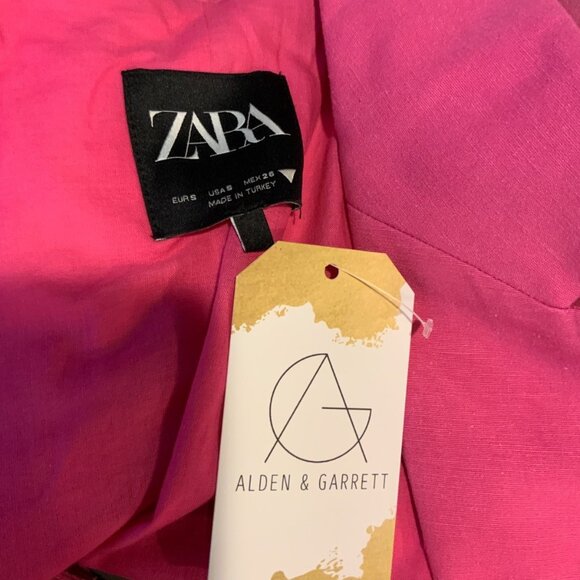 ZARA
EUR S USA S MEX 26
MADE IN TURKEY
AG
ALDEN & GARRETT